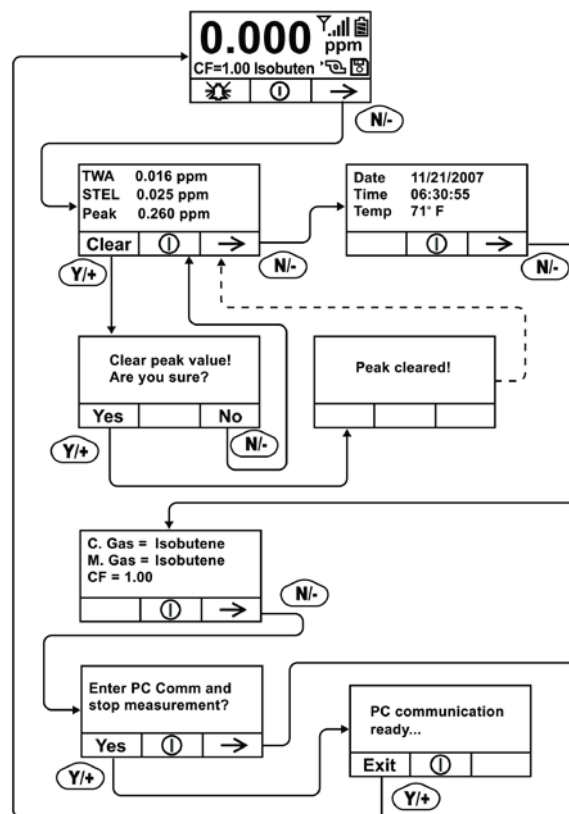 0.000
ppm
CF=1.00 Isobuten
N/-
TWA 0.016 ppm
STEL 0.025 ppm
Peak 0.260 ppm
Clear
N/-
Y/+
Date 11/21/2007
Time 06:30:55
Temp 71° F
N/-
Clear peak value!
Are you sure?
Yes No
Y/+
N/-
Peak cleared!
C. Gas = Isobutene
M. Gas = Isobutene
CF = 1.00
N/-
Enter PC Comm and
stop measurement?
Yes
Y/+
PC communication
ready...
Exit
Y/+